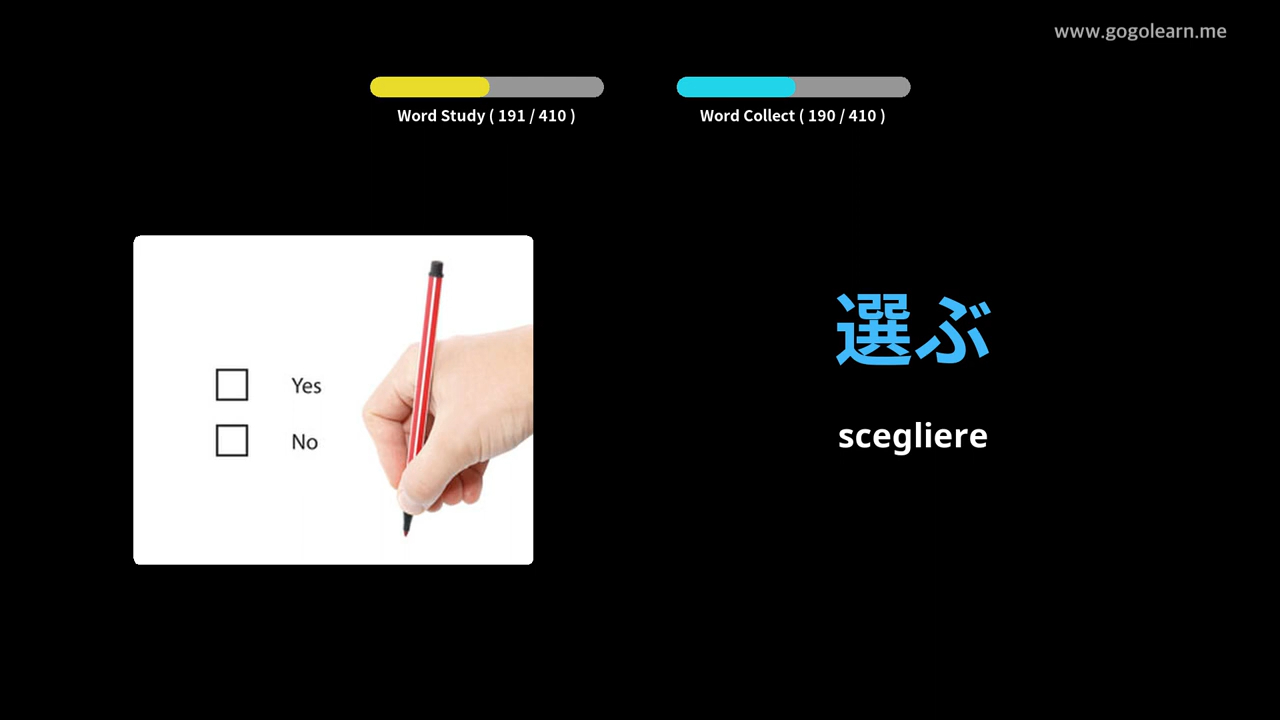 www.gogolearn.me
Word Study ( 191 / 410 )
Word Collect ( 190 / 410 )
Yes
No
選ぶ
scegliere